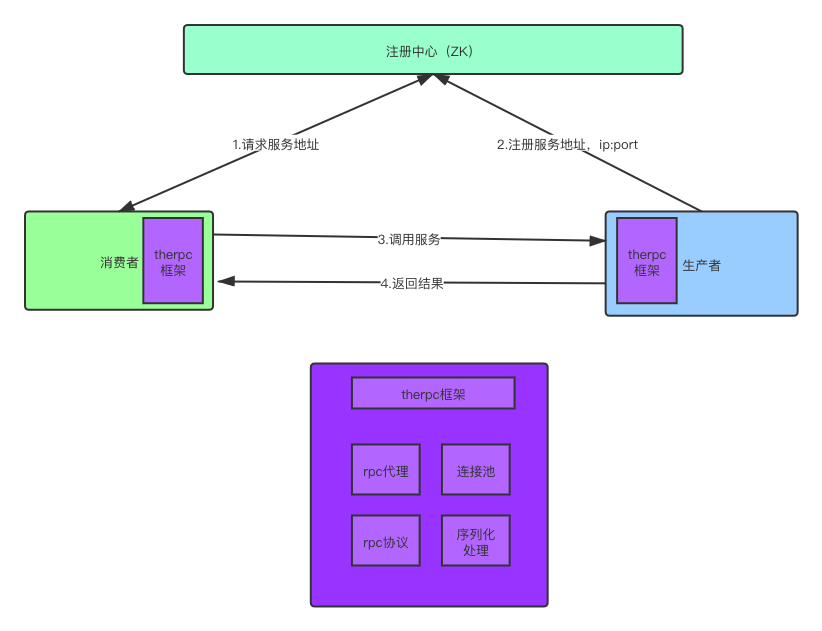 注册中心（ZK）
1.请求服务地址
2.注册服务地址，ip:port
消费者
therpc
框架
3.调用服务
4.返回结果
therpc
框架
生产者
therpc框架
rpc代理
连接池
rpc协议
序列化
处理